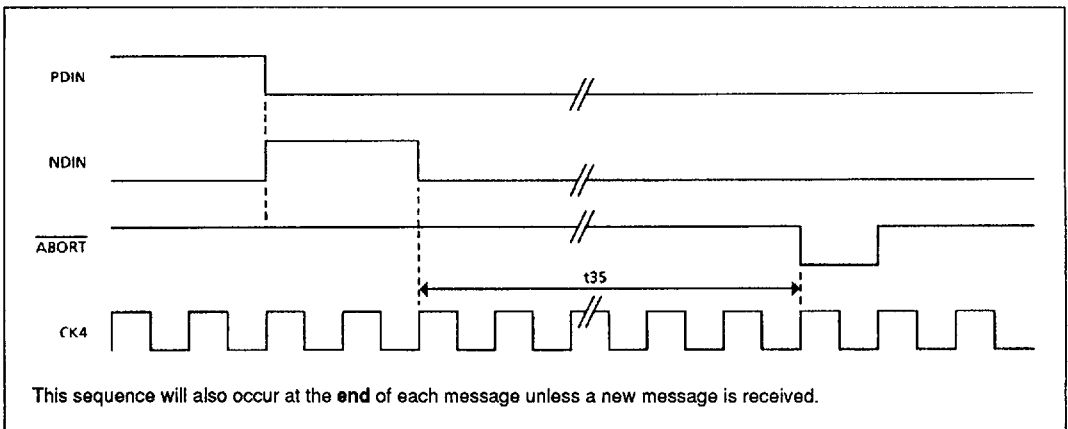 PDIN
NDIN
ABORT
t35
CK4
This sequence will also occur at the end of each message unless a new message is received.